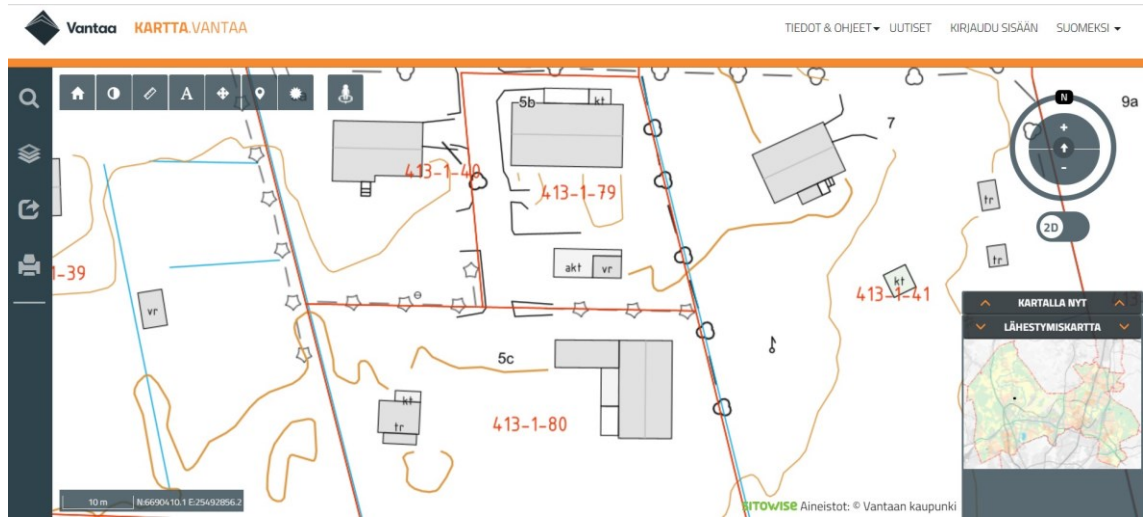 Vantaa KARTTA.VANTAA
TIEDOT & OHJEET UUTISET KIRJAUDU SISÄÄN SUOMEKSI
A
N
9a
5b
kt
7
413-1-40
413-1-79
tr
2D
akt vr
tr
1-39
kt
413-1-41
vr
KARTALLA NYT
LÄHESTYMISKARTTA
5c
kt
tr
413-1-80
10 m N:6690410.1 E:25492856.2
SITOWISE Aineistot: © Vantaan kaupunki